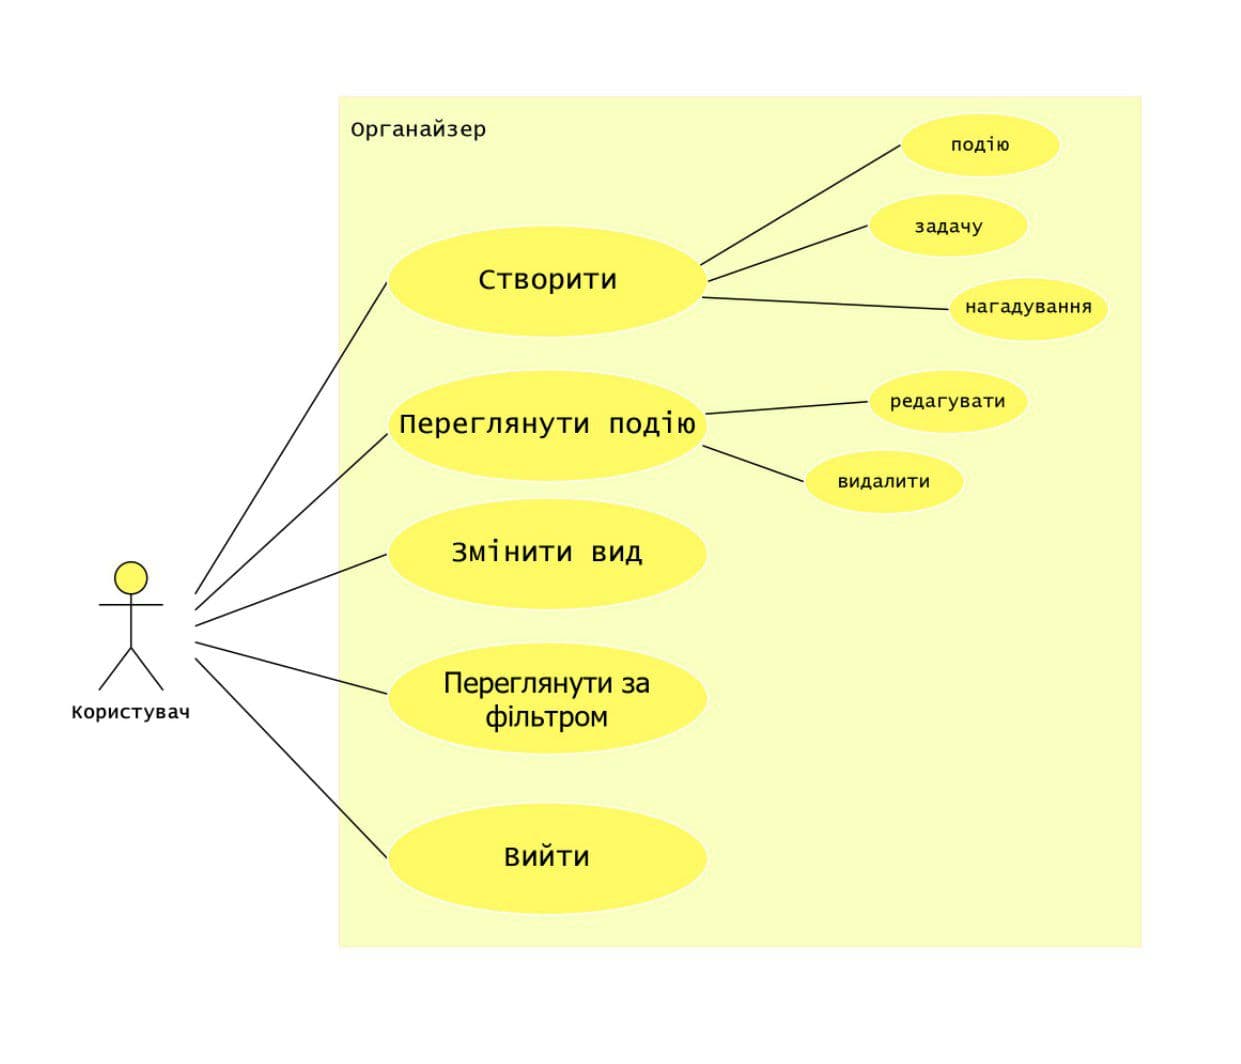 Органайзер
подію
задачу
Створити
нагадування
редагувати
Переглянути подію
видалити
Змінити вид
Переглянути за
фільтром
Користувач
Вийти